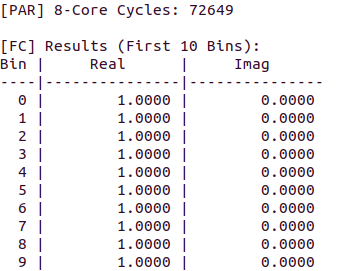 [PAR] 8-Core Cycles: 72649

[FC] Results (First 10 Bins):
Bin |      Real       |      Imag
----|---------------|---------------
  0 |         1.0000 |         0.0000
  1 |         1.0000 |         0.0000
  2 |         1.0000 |         0.0000
  3 |         1.0000 |         0.0000
  4 |         1.0000 |         0.0000
  5 |         1.0000 |         0.0000
  6 |         1.0000 |         0.0000
  7 |         1.0000 |         0.0000
  8 |         1.0000 |         0.0000
  9 |         1.0000 |         0.0000